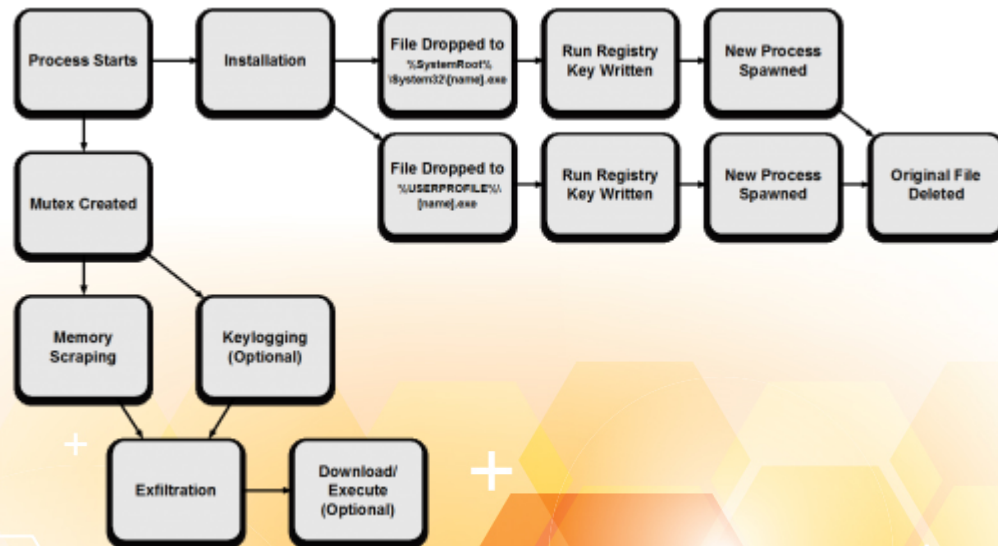 Process Starts
Installation
File Dropped to
%SystemRoot%
\System32\[name].exe
Run Registry
Key Written
New Process
Spawned
Mutex Created
File Dropped to
%USERPROFILE%\
[name].exe
Run Registry
Key Written
New Process
Spawned
Original File
Deleted
Memory
Scraping
Keylogging
(Optional)
Exfiltration
Download/
Execute
(Optional)